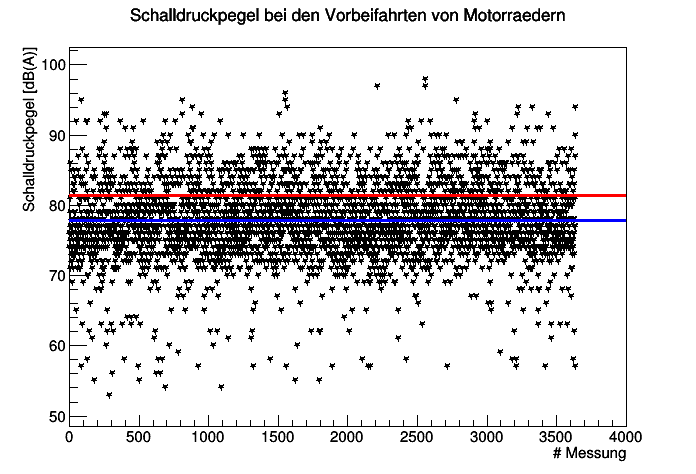 Schalldruckpegel bei den Vorbeifahrten von Motorraedern
Schalldruckpegel [dB(A)]
100
90
80
70
60
50
0 500 1000 1500 2000 2500 3000 3500 4000
# Messung